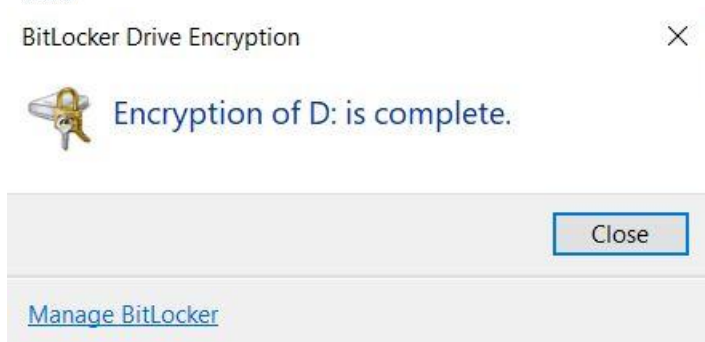 BitLocker Drive Encryption
Encryption of D: is complete.
Close
Manage BitLocker